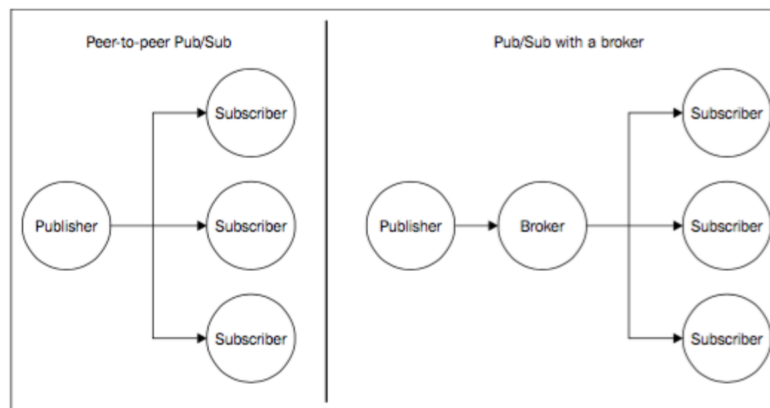 Peer-to-peer Pub/Sub
Subscriber
Publisher
Subscriber
Subscriber
Pub/Sub with a broker
Subscriber
Publisher
Broker
Subscriber
Subscriber